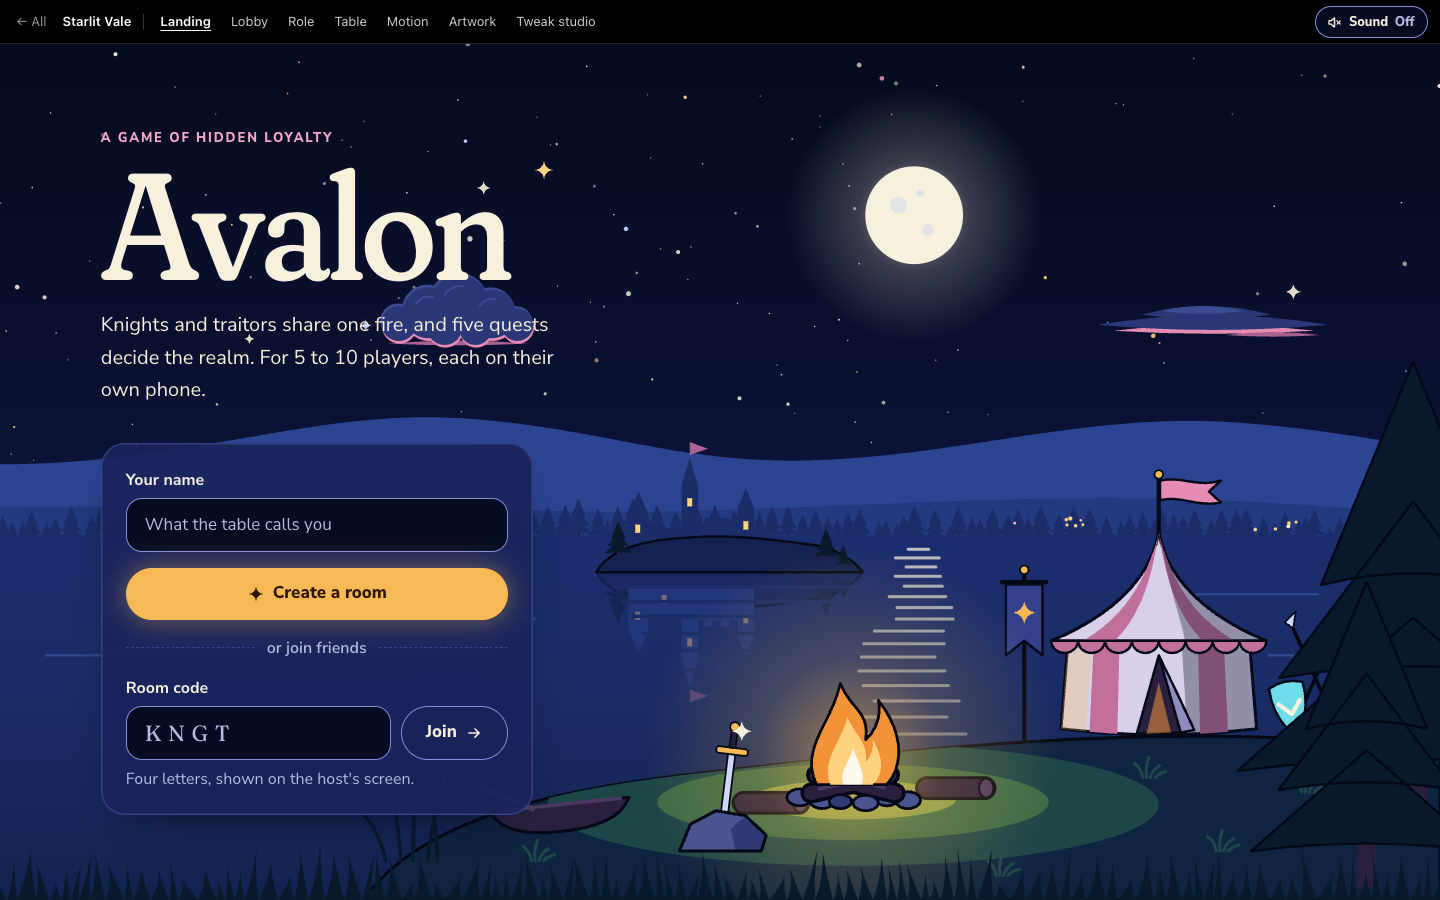 ← All Starlit Vale Landing Lobby Role Table Motion Artwork Tweak studio Sound Off
A GAME OF HIDDEN LOYALTY
Avalon
Knights and traitors share one fire, and five quests
decide the realm. For 5 to 10 players, each on their
own phone.
Your name
What the table calls you
Create a room
or join friends
Room code
KNGT
Join →
Four letters, shown on the host's screen.